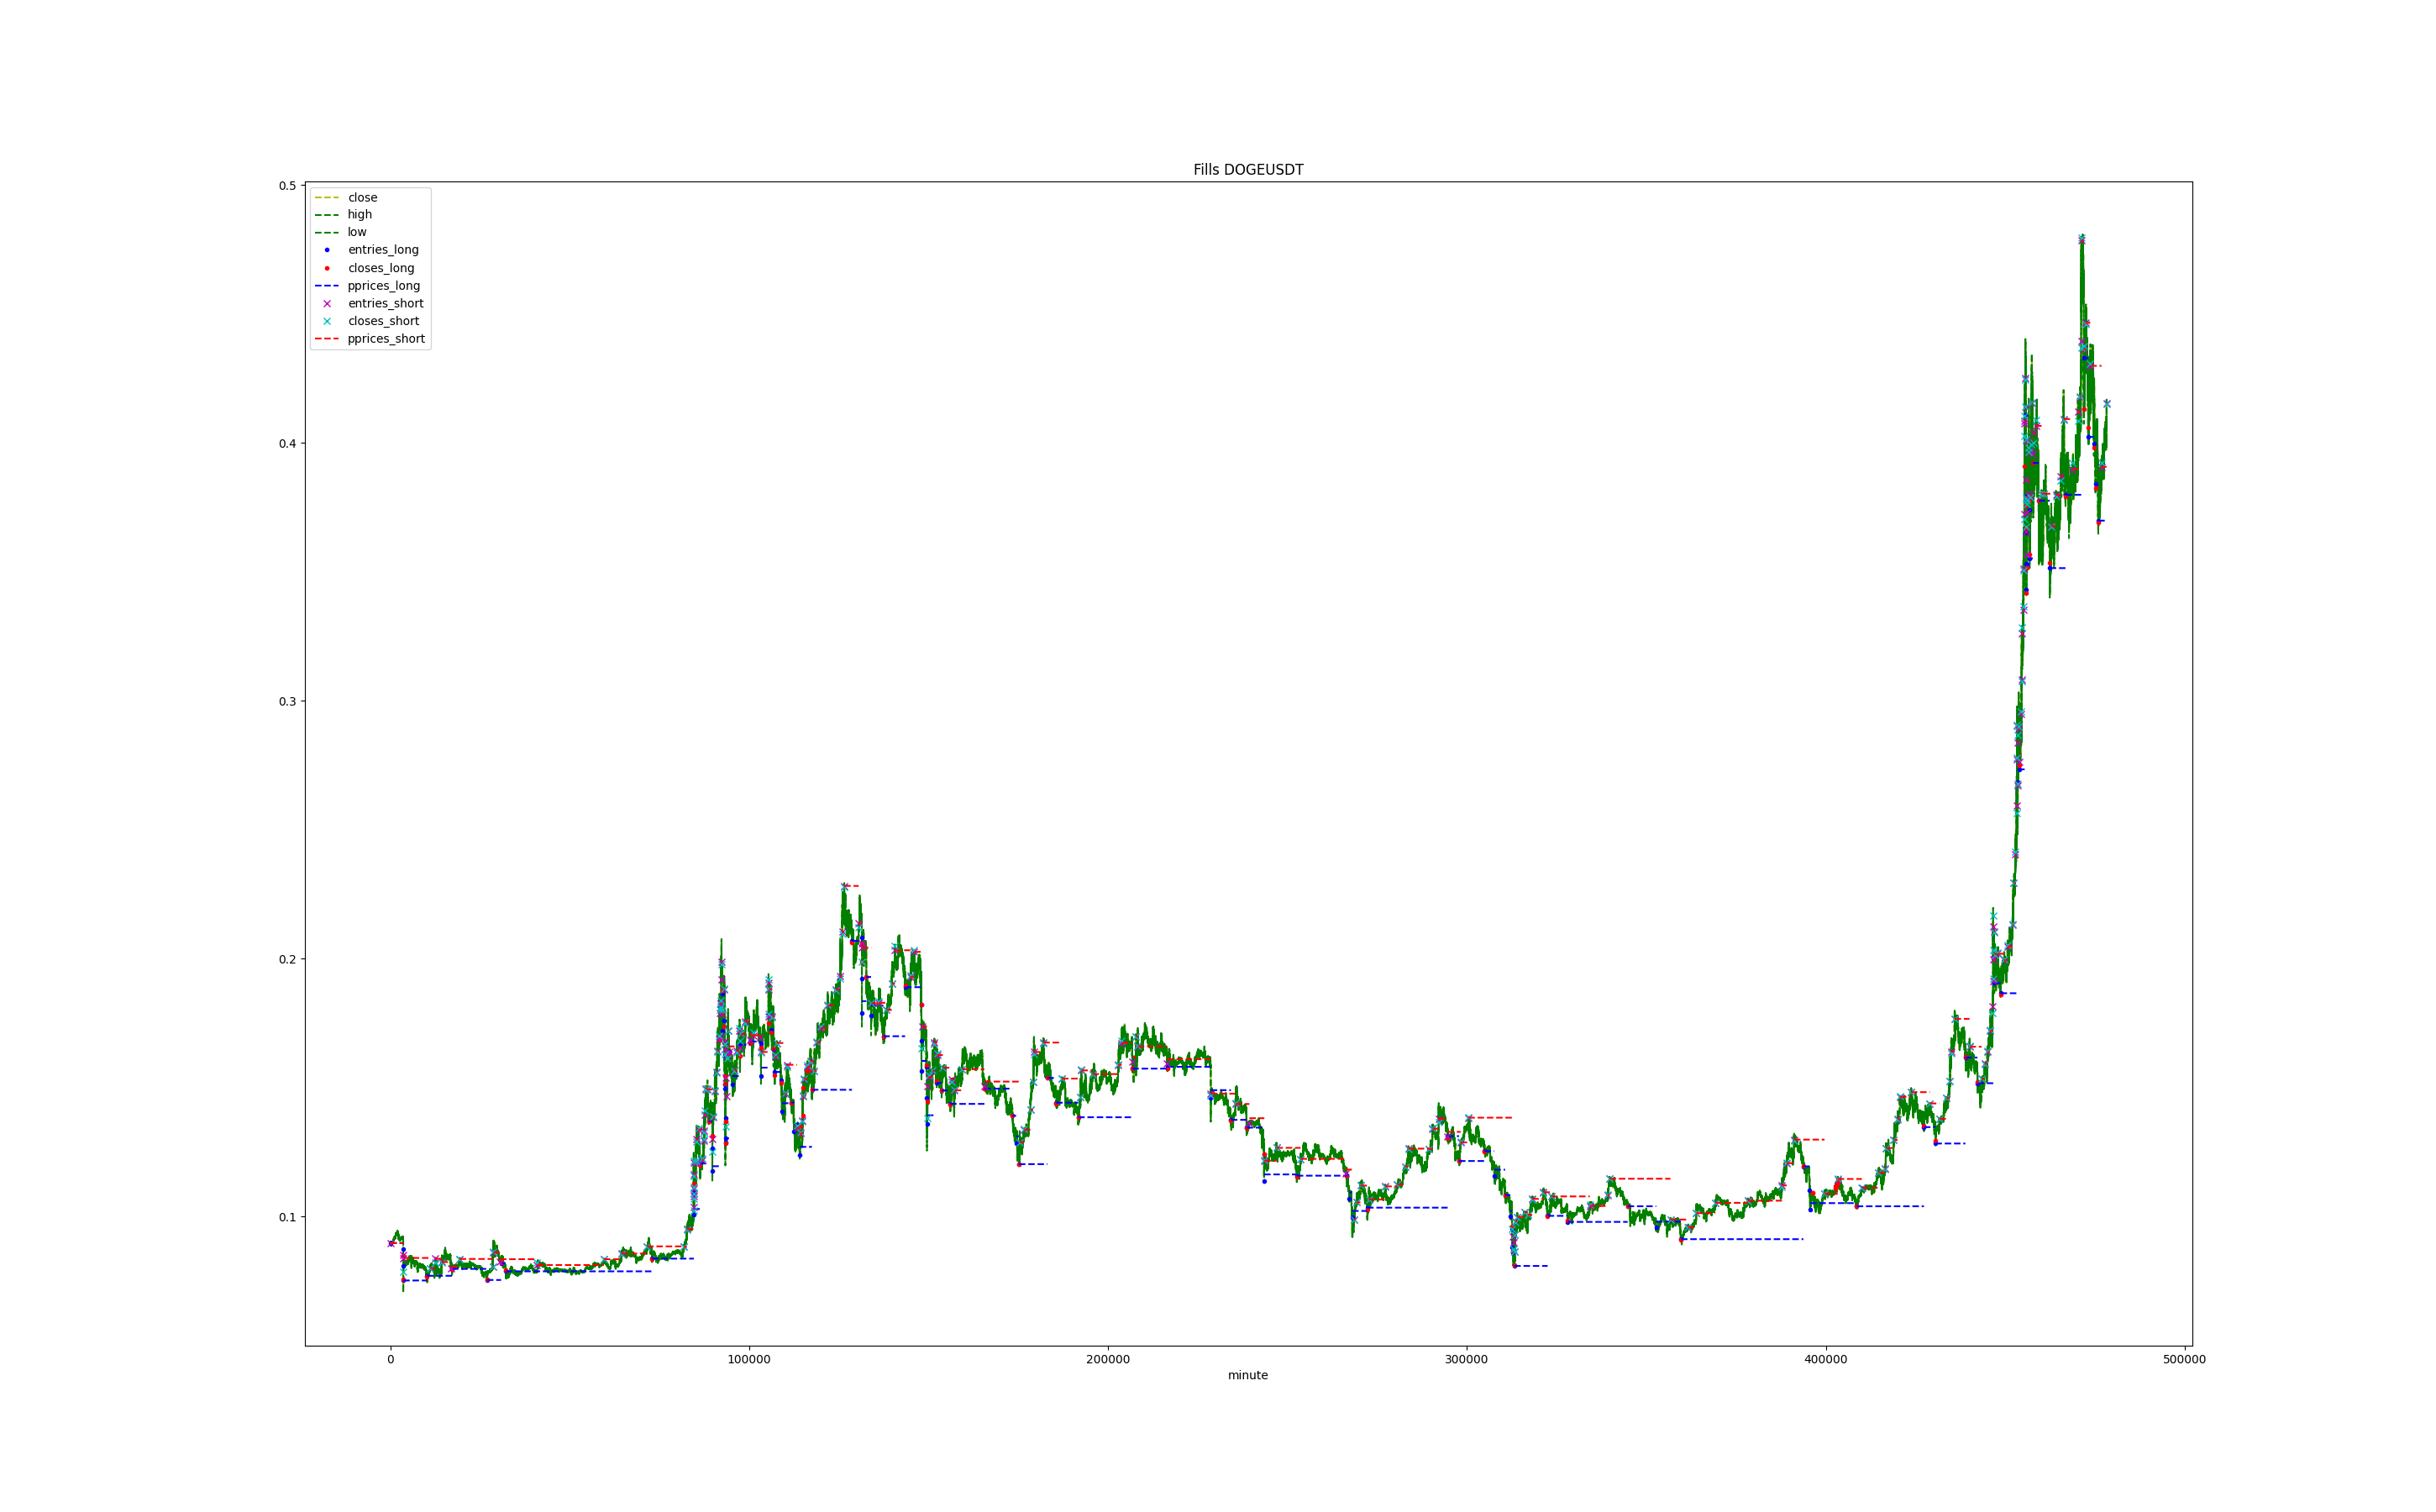 Fills DOGEUSDT
0.5
0.4
0.3
0.2
0.1
close
high
low
entries_long
closes_long
pprices_long
entries_short
closes_short
pprices_short
0
100000
200000
300000
400000
500000
minute